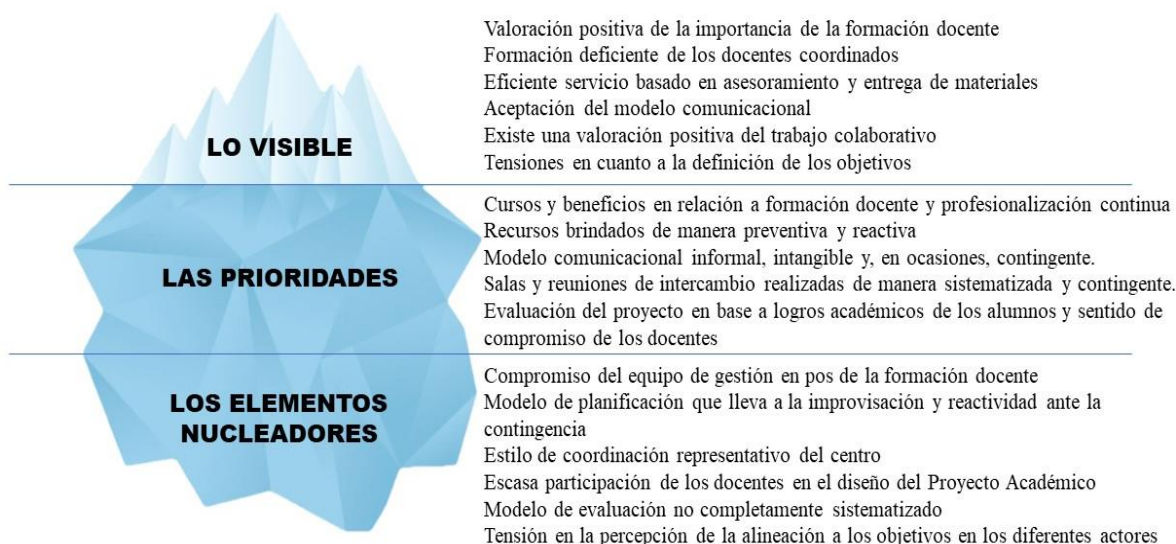 LO VISIBLE
Valoración positiva de la importancia de la formación docente
Formación deficiente de los docentes coordinados
Eficiente servicio basado en asesoramiento y entrega de materiales
Aceptación del modelo comunicacional
Existe una valoración positiva del trabajo colaborativo
Tensiones en cuanto a la definición de los objetivos
LAS PRIORIDADES
Cursos y beneficios en relación a formación docente y profesionalización continua
Recursos brindados de manera preventiva y reactiva
Modelo comunicacional informal, intangible y, en ocasiones, contingente.
Salas y reuniones de intercambio realizadas de manera sistematizada y contingente.
Evaluación del proyecto en base a logros académicos de los alumnos y sentido de
compromiso de los docentes
LOS ELEMENTOS
NUCLEADORES
Compromiso del equipo de gestión en pos de la formación docente
Modelo de planificación que lleva a la improvisación y reactividad ante la
contingencia
Estilo de coordinación representativo del centro
Escasa participación de los docentes en el diseño del Proyecto Académico
Modelo de evaluación no completamente sistematizado
Tensión en la percepción de la alineación a los objetivos en los diferentes actores